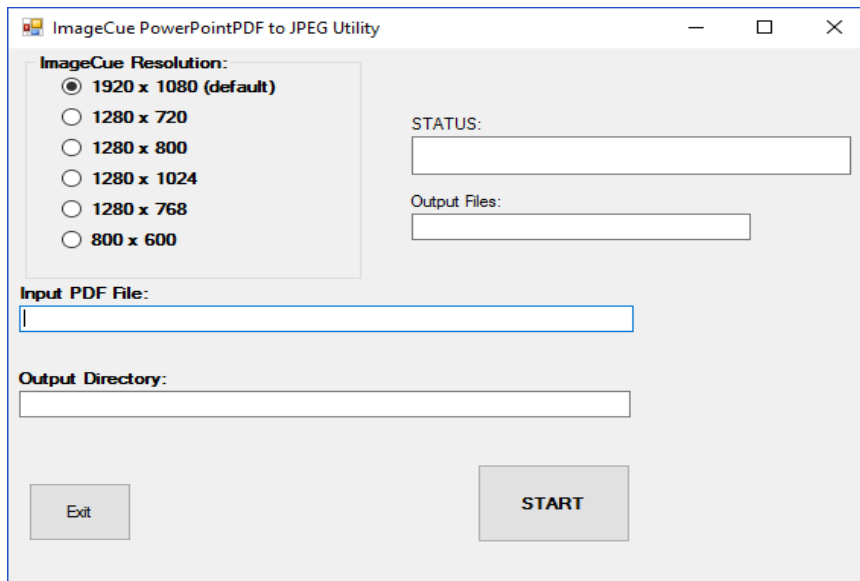 ImageCue PowerPointPDF to JPEG Utility
ImageCue Resolution:
1920 x 1080 (default)
1280 x 720
1280 x 800
1280 x 1024
1280 x 768
800 x 600
STATUS:
Output Files:
Input PDF File:
Output Directory:
Exit
START